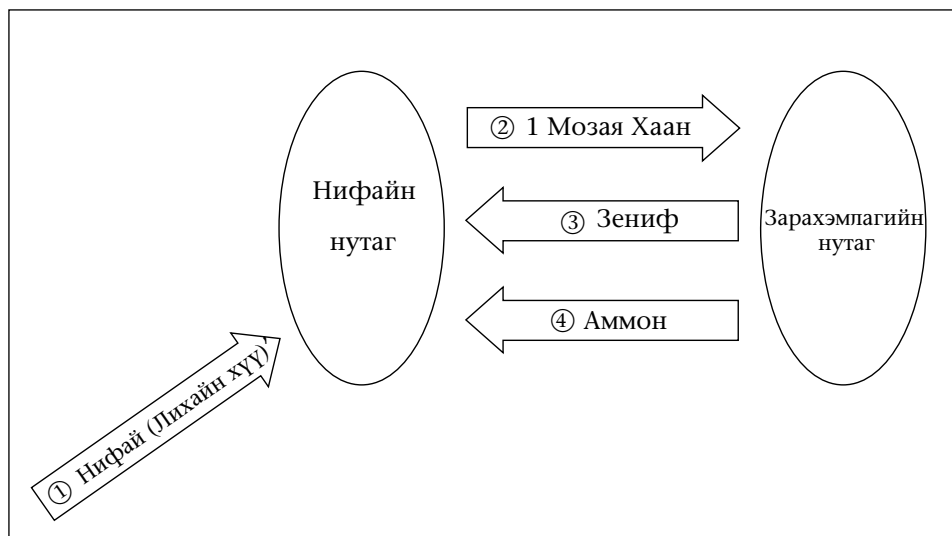 Нифайн
нутаг
② 1 Мозая Хаан
③ Зениф
④ Аммон
Зарахэмлагийн
нутаг
① Нифай (Лихайн хүү)